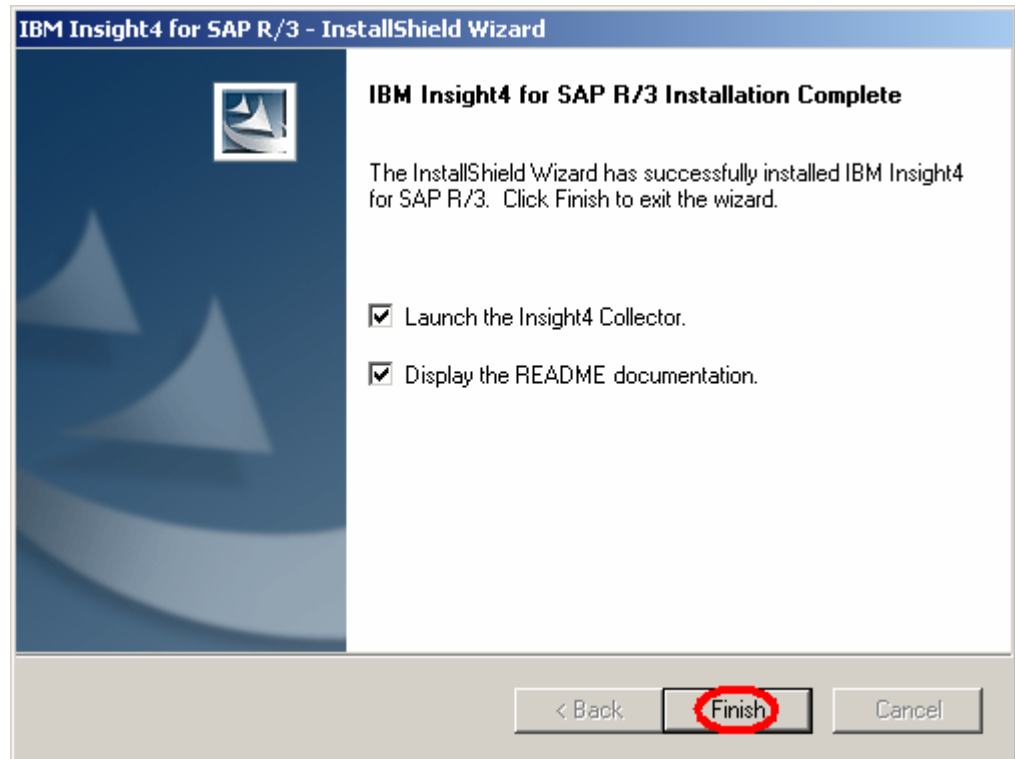 IBM Insight4 for SAP R/3 - InstallShield Wizard
IBM Insight4 for SAP R/3 Installation Complete
The InstallShield Wizard has successfully installed IBM Insight4
for SAP R/3. Click Finish to exit the wizard.
Launch the Insight4 Collector.
Display the README documentation.
< Back
Finish
Cancel